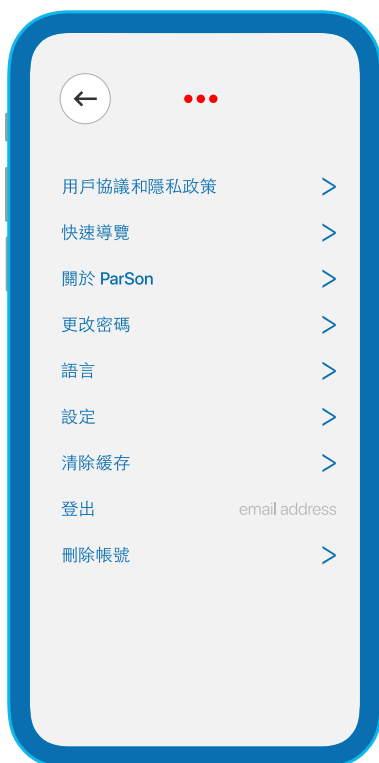 用戶協議和隱私政策
快速導覽
關於 ParSon
更改密碼
語言
設定
清除緩存
登出 email address
刪除帳號